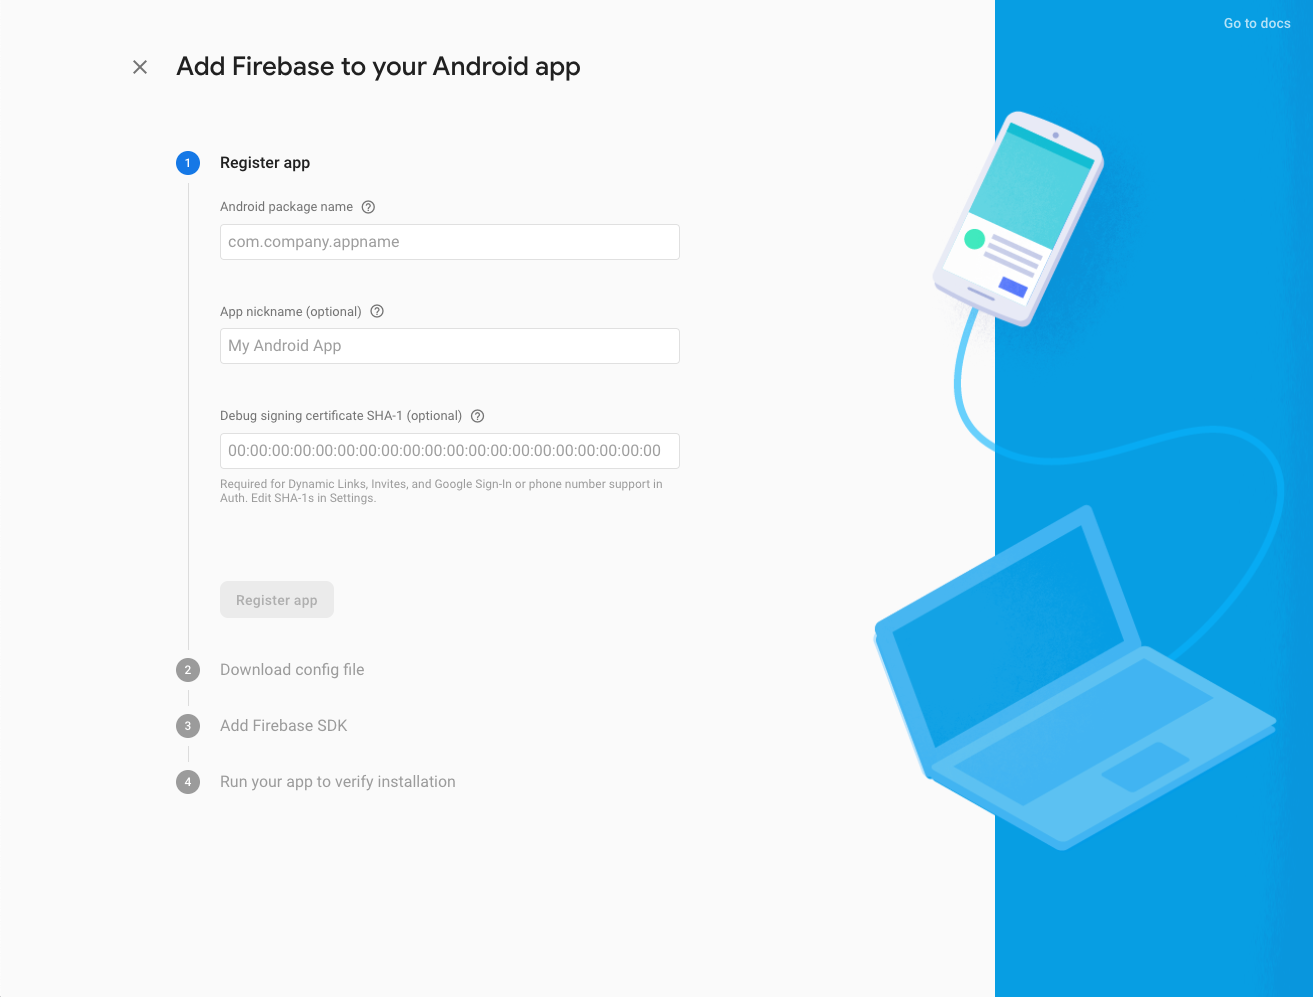 Go to docs
Add Firebase to your Android app
1 Register app
Android package name
com.company.appname
App nickname (optional)
My Android App
Debug signing certificate SHA-1 (optional)
00:00:00:00:00:00:00:00:00:00:00:00:00:00:00:00:00:00:00:00
Required for Dynamic Links, Invites, and Google Sign-In or phone number support in
Auth. Edit SHA-1s in Settings.
Register app
2 Download config file
3 Add Firebase SDK
4 Run your app to verify installation